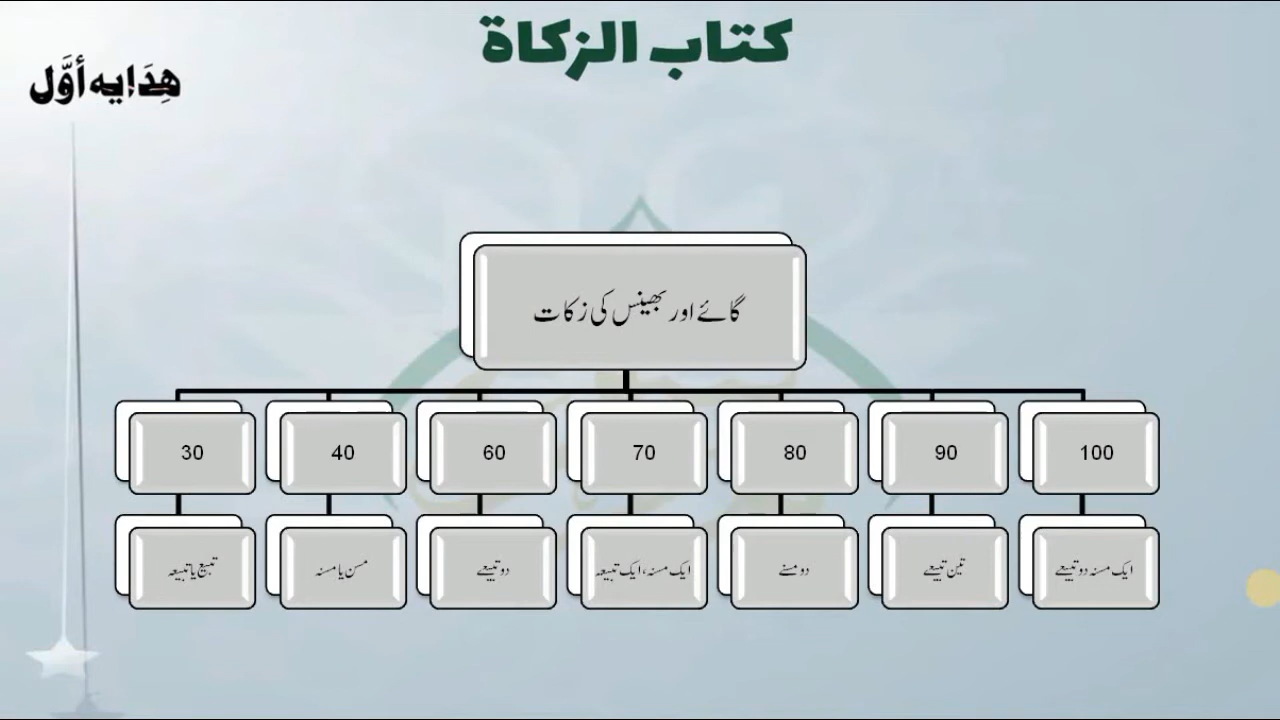 كتاب الزكاة
هِدَايه أوَّل
گائے اور بھینس کی زکات
30
40
60
70
80
90
100
تبیع یا تبیعہ
مسن یا مسنہ
دو تبیعے
ایک مسنہ، ایک تبیعہ
دو مسنے
تین تبیعے
ایک مسنہ دو تبیعے